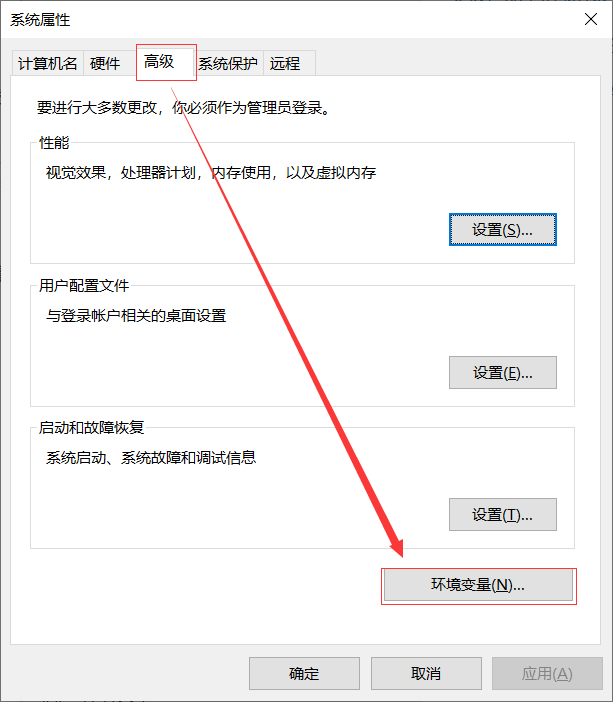 系统属性
计算机名 硬件 高级 系统保护 远程
要进行大多数更改，你必须作为管理员登录。
性能
视觉效果，处理器计划，内存使用，以及虚拟内存
设置(S)...
用户配置文件
与登录帐户相关的桌面设置
设置(E)...
启动和故障恢复
系统启动、系统故障和调试信息
设置(T)...
环境变量(N)...
确定 取消 应用(A)